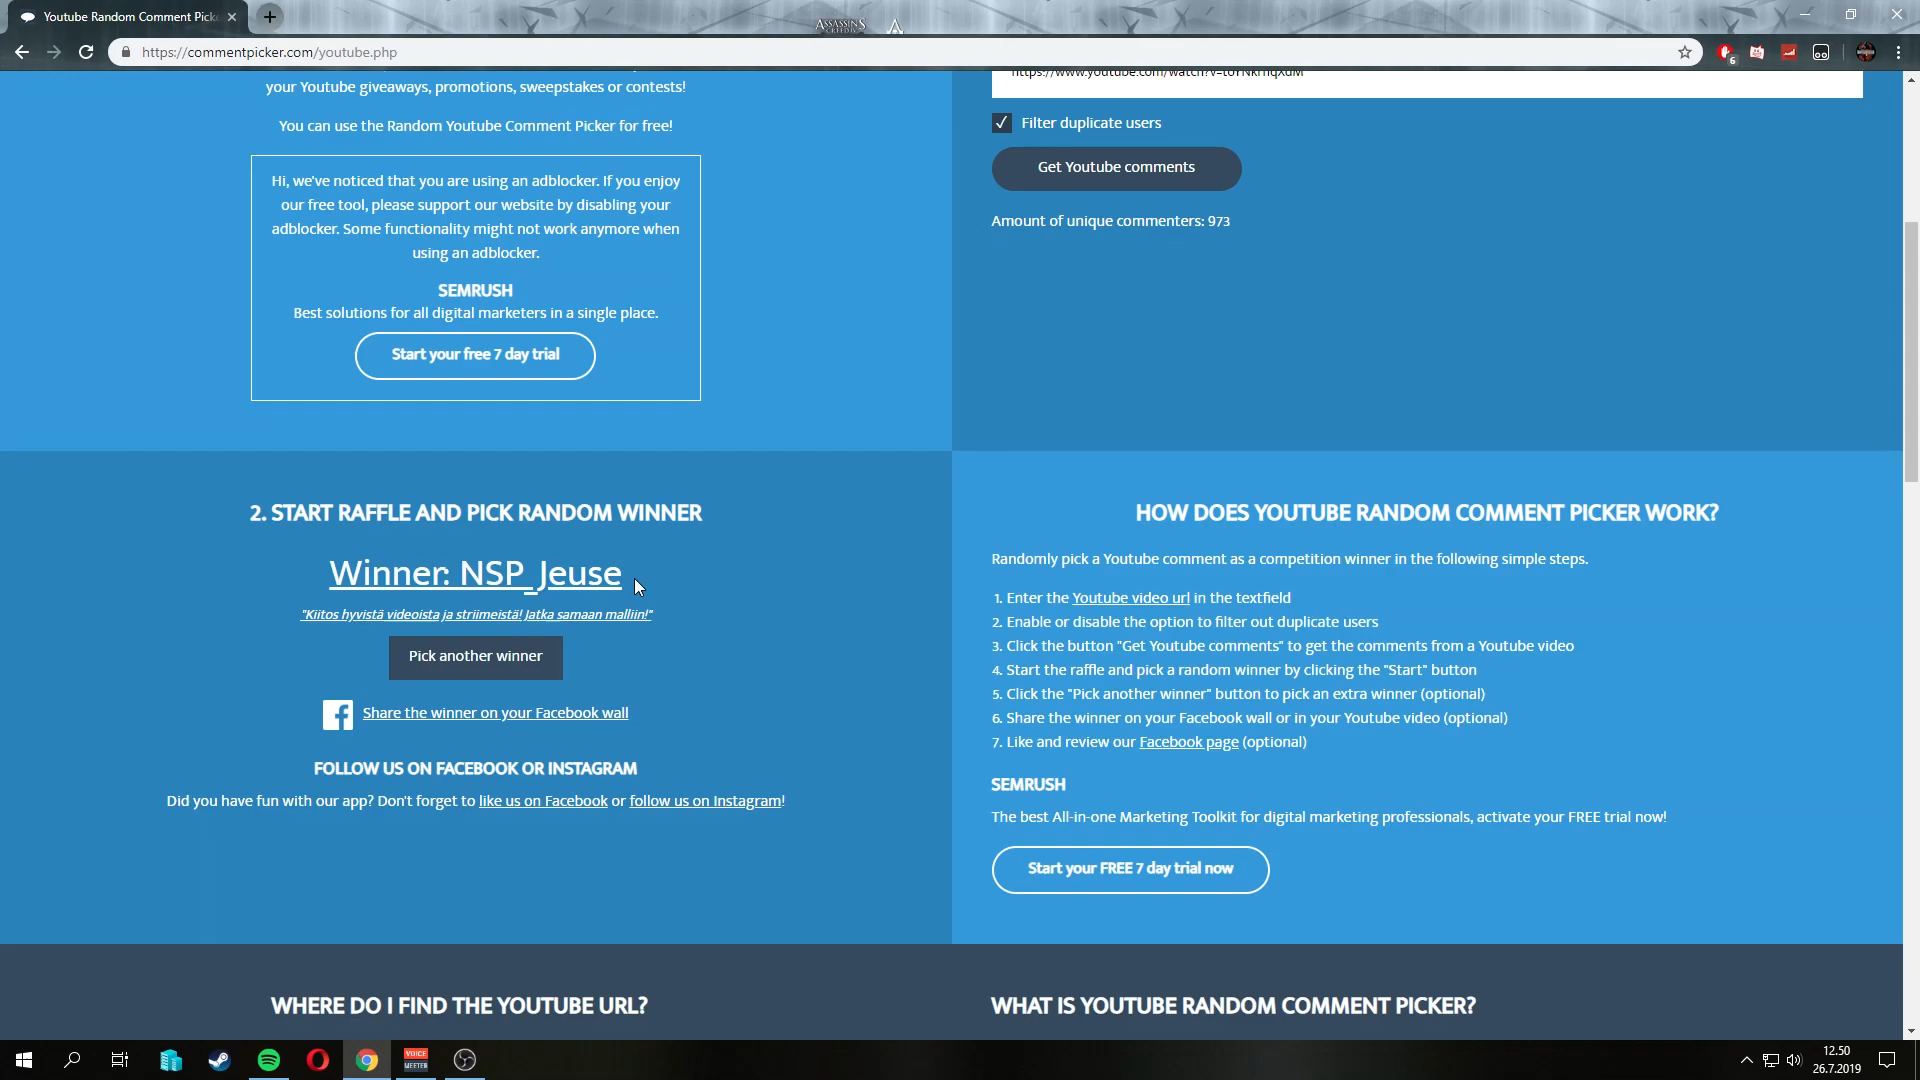 Youtube Random Comment Pick
ASSASSIN'S
CREED IV
https://commentpicker.com/youtube.php
6
your Youtube giveaways, promotions, sweepstakes or contests!
You can use the Random Youtube Comment Picker for free!
Hi, we've noticed that you are using an adblocker. If you enjoy
our free tool, please support our website by disabling your
adblocker. Some functionality might not work anymore when
using an adblocker.
SEMRUSH
Best solutions for all digital marketers in a single place.
Start your free 7 day trial
Filter duplicate users
Get Youtube comments
Amount of unique commenters: 973
2. START RAFFLE AND PICK RANDOM WINNER
Winner: NSP_Jeuse
"Kiitos hyvistä videoista ja striimeistä! Jatka samaan malliin!"
Pick another winner
Share the winner on your Facebook wall
FOLLOW US ON FACEBOOK OR INSTAGRAM
Did you have fun with our app? Don't forget to like us on Facebook or follow us on Instagram!
HOW DOES YOUTUBE RANDOM COMMENT PICKER WORK?
Randomly pick a Youtube comment as a competition winner in the following simple steps.
1. Enter the Youtube video url in the textfield
2. Enable or disable the option to filter out duplicate users
3. Click the button "Get Youtube comments" to get the comments from a Youtube video
4. Start the raffle and pick a random winner by clicking the "Start" button
5. Click the "Pick another winner" button to pick an extra winner (optional)
6. Share the winner on your Facebook wall or in your Youtube video (optional)
7. Like and review our Facebook page (optional)
SEMRUSH
The best All-in-one Marketing Toolkit for digital marketing professionals, activate your FREE trial now!
Start your FREE 7 day trial now
WHERE DO I FIND THE YOUTUBE URL?
WHAT IS YOUTUBE RANDOM COMMENT PICKER?
VOICE
MEETER
12.50
26.7.2019